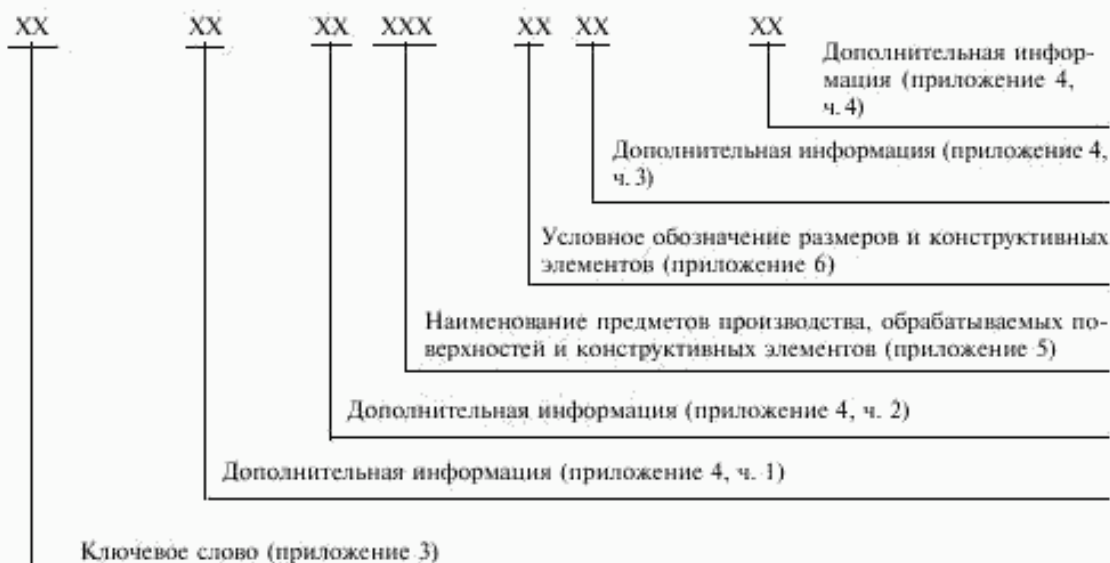 XX XX XX XXX XX XX XX
Дополнительная инфор-
мация (приложение 4,
ч. 4)
Дополнительная информация (приложение 4,
ч. 3)
Условное обозначение размеров и конструктивных
элементов (приложение 6)
Наименование предметов производства, обрабатываемых по-
верхностей и конструктивных элементов (приложение 5)
Дополнительная информация (приложение 4, ч. 2)
Дополнительная информация (приложение 4, ч. 1)
Ключевое слово (приложение 3)